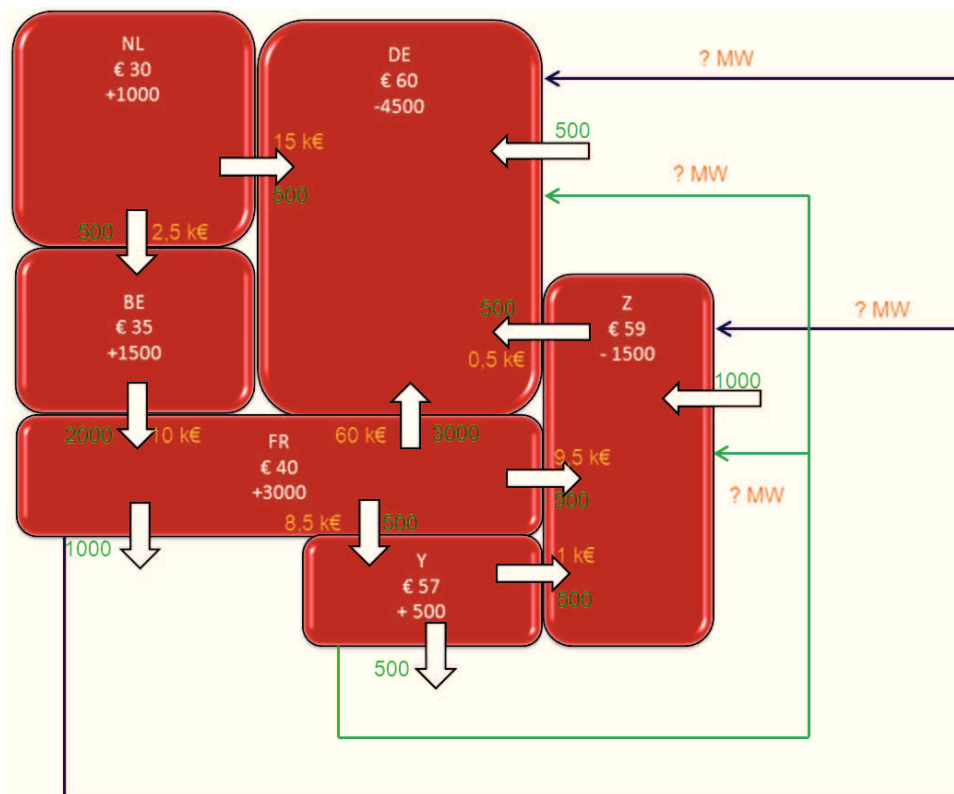 NL
€ 30
+1000
DE
€ 60
-4500
? MW
15 k€
500
500
? MW
500
2,5 k€
BE
€ 35
+1500
500
0,5 k€
Z
€ 59
- 1500
? MW
1000
2000
10 k€
FR
€ 40
+3000
60 k€
3000
9,5 k€
500
? MW
8,5 k€
500
1000
Y
€ 57
+ 500
1 k€
500
500